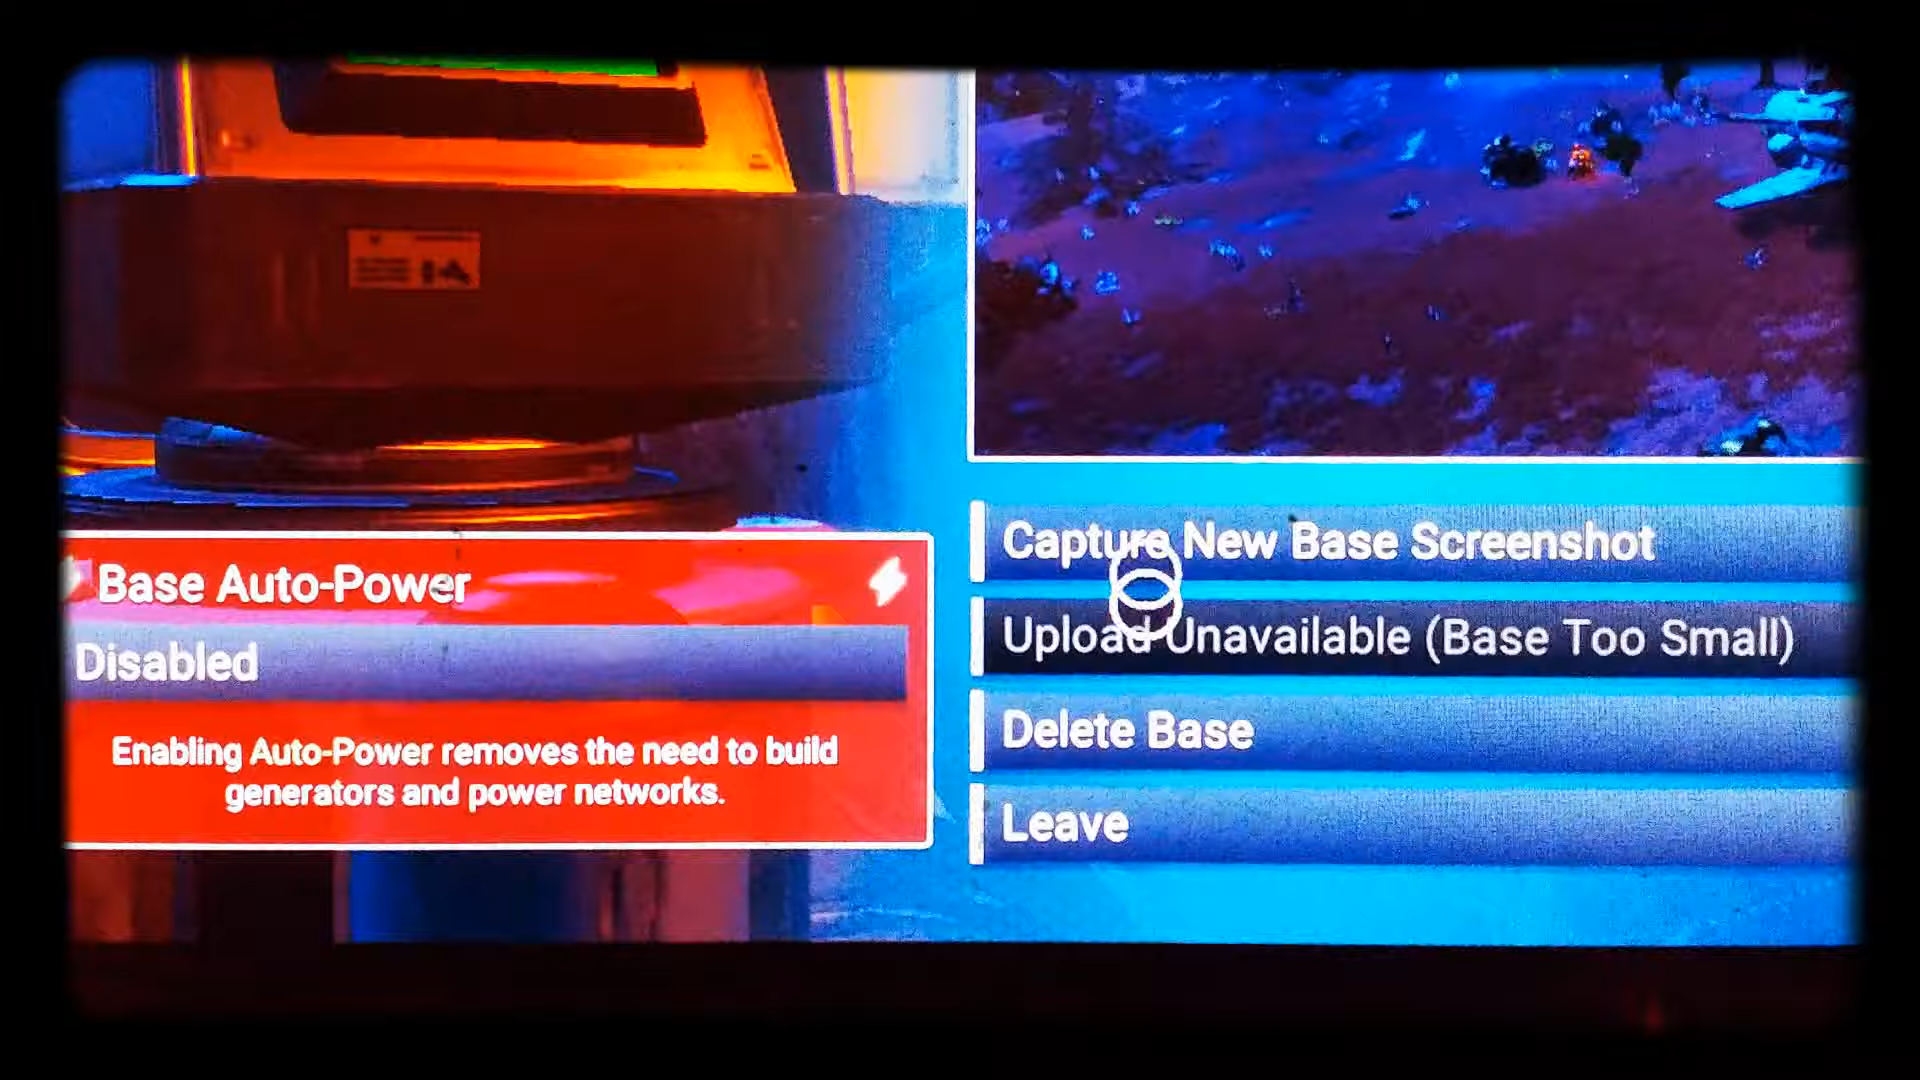 Base Auto-Power
Disabled
Enabling Auto-Power removes the need to build
generators and power networks.
Capture New Base Screenshot
Upload Unavailable (Base Too Small)
Delete Base
Leave